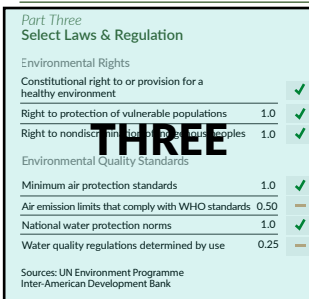 Part Three
Select Laws & Regulation
Environmental Rights
Constitutional right to or provision for a
healthy environment
Right to protection of vulnerable populations 1.0
Right to nondiscrimination of indigenous peoples 1.0
THREE
Environmental Quality Standards
Minimum air protection standards 1.0
Air emission limits that comply with WHO standards 0.50
National water protection norms 1.0
Water quality regulations determined by use 0.25
Sources: UN Environment Programme
Inter-American Development Bank